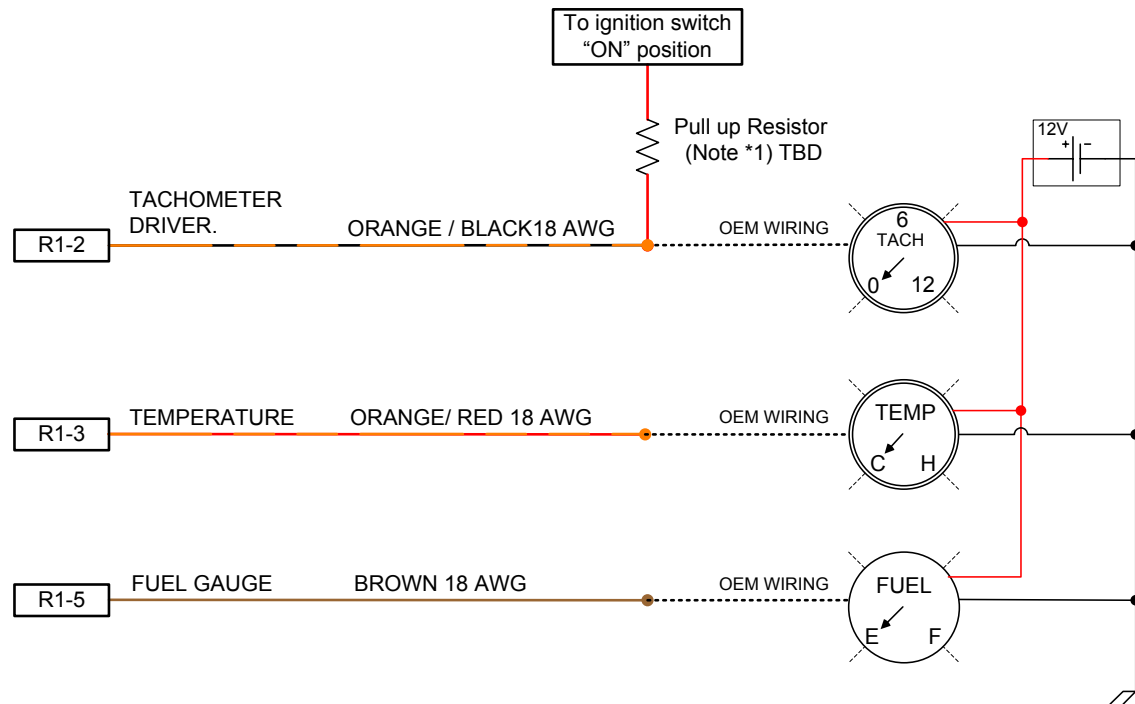 To ignition switch
“ON” position
Pull up Resistor
(Note *1) TBD
12V
+ -
TACHOMETER
DRIVER.
R1-2
ORANGE / BLACK18 AWG
OEM WIRING
6
TACH
0 12
R1-3
TEMPERATURE
ORANGE/ RED 18 AWG
OEM WIRING
TEMP
C H
R1-5
FUEL GAUGE
BROWN 18 AWG
OEM WIRING
FUEL
E F